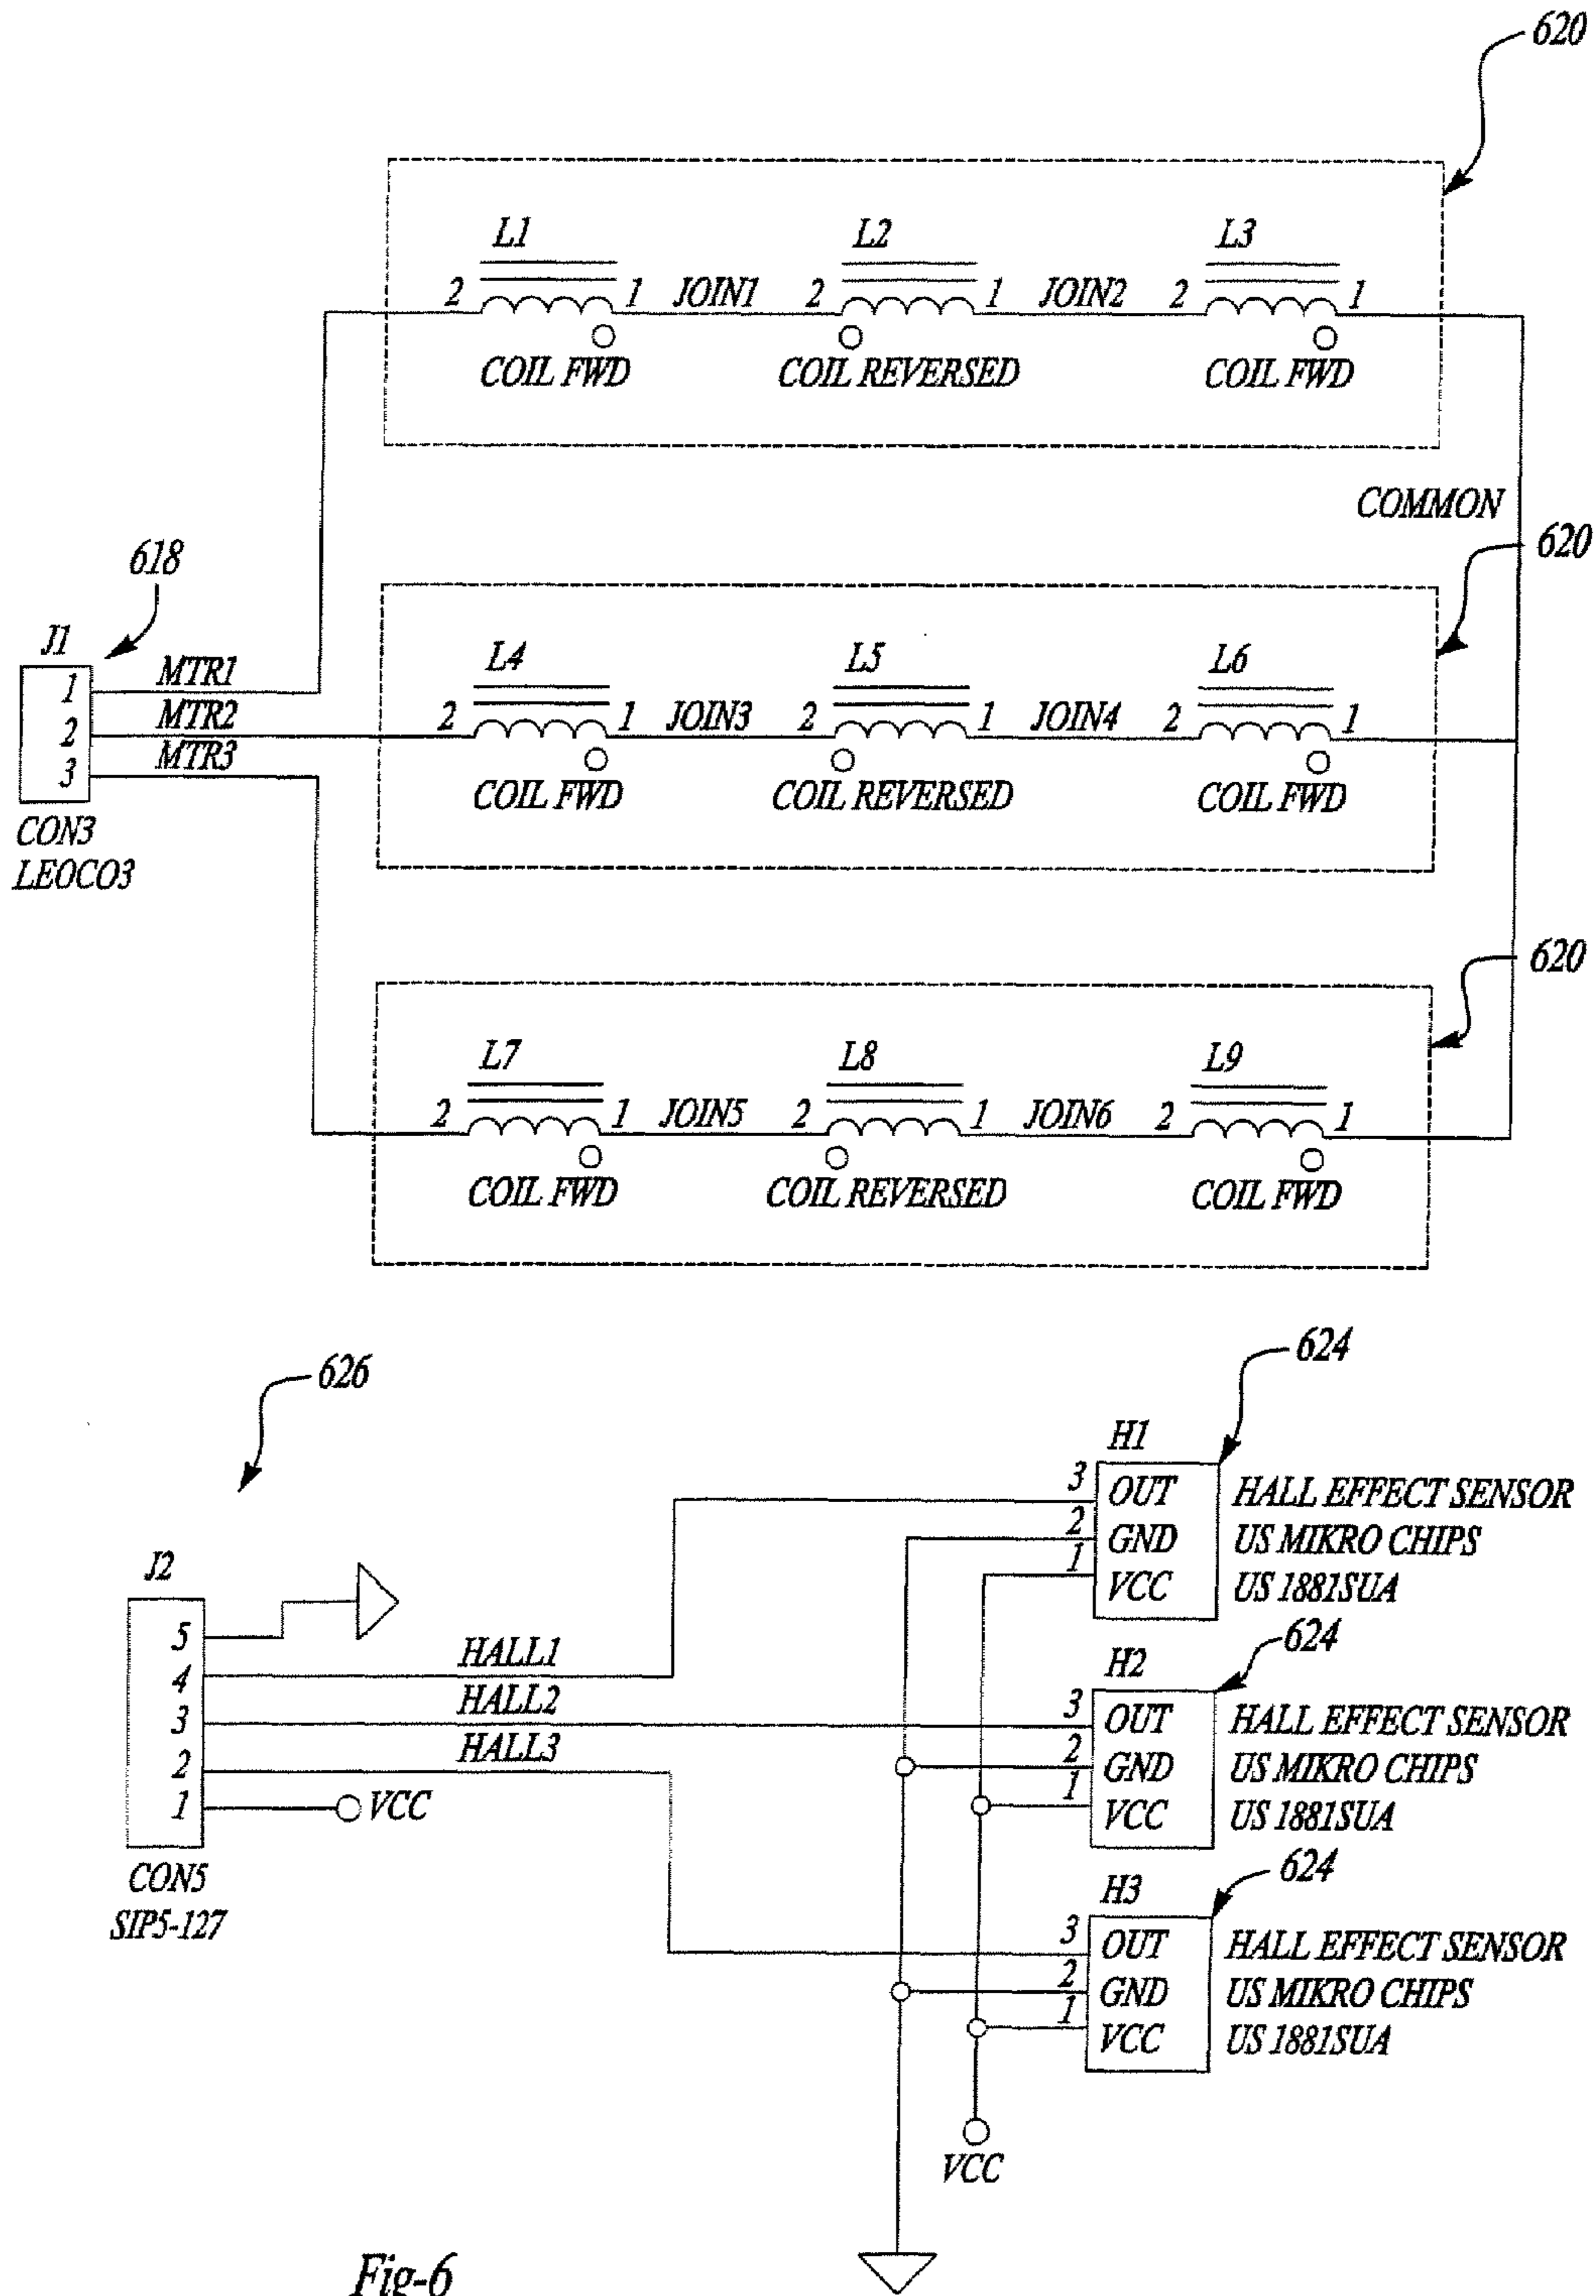 620
L1 L2 L3
2 1 JOIN1 2 1 JOIN2 2 1
COIL FWD COIL REVERSED COIL FWD
COMMON
620
618
J1
1 MTR1
2 MTR2
3 MTR3
CON3
LEOCO3
L4 L5 L6
2 1 JOIN3 2 1 JOIN4 2 1
COIL FWD COIL REVERSED COIL FWD
620
L7 L8 L9
2 1 JOIN5 2 1 JOIN6 2 1
COIL FWD COIL REVERSED COIL FWD
626
J2
5
4 HALL1
3 HALL2
2 HALL3
1 VCC
CON5
SIP5-127
624
H1
3 OUT HALL EFFECT SENSOR
2 GND US MIKRO CHIPS
1 VCC US 1881SUA
624
H2
3 OUT HALL EFFECT SENSOR
2 GND US MIKRO CHIPS
1 VCC US 1881SUA
624
H3
3 OUT HALL EFFECT SENSOR
2 GND US MIKRO CHIPS
1 VCC US 1881SUA
VCC
Fig-6